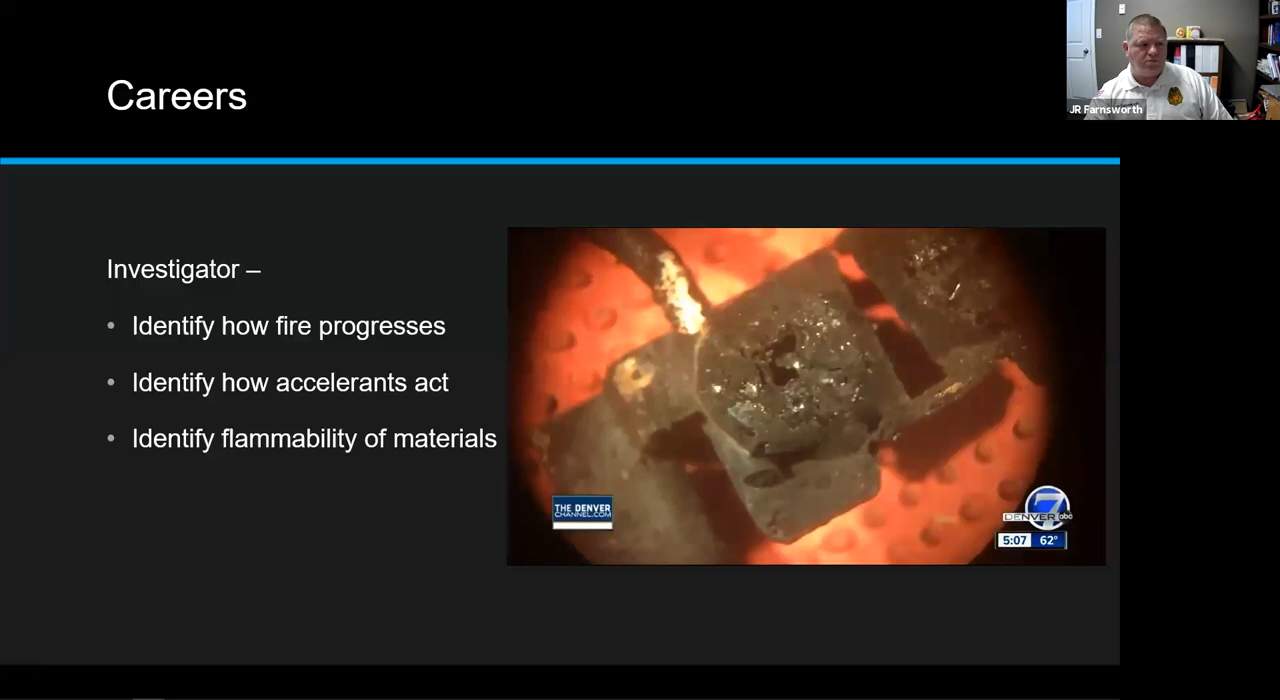 Careers
JR Farnsworth
Investigator –
• Identify how fire progresses
• Identify how accelerants act
• Identify flammability of materials
THE DENVER
CHANNEL.COM
7
DENVER abc
5:07 62°